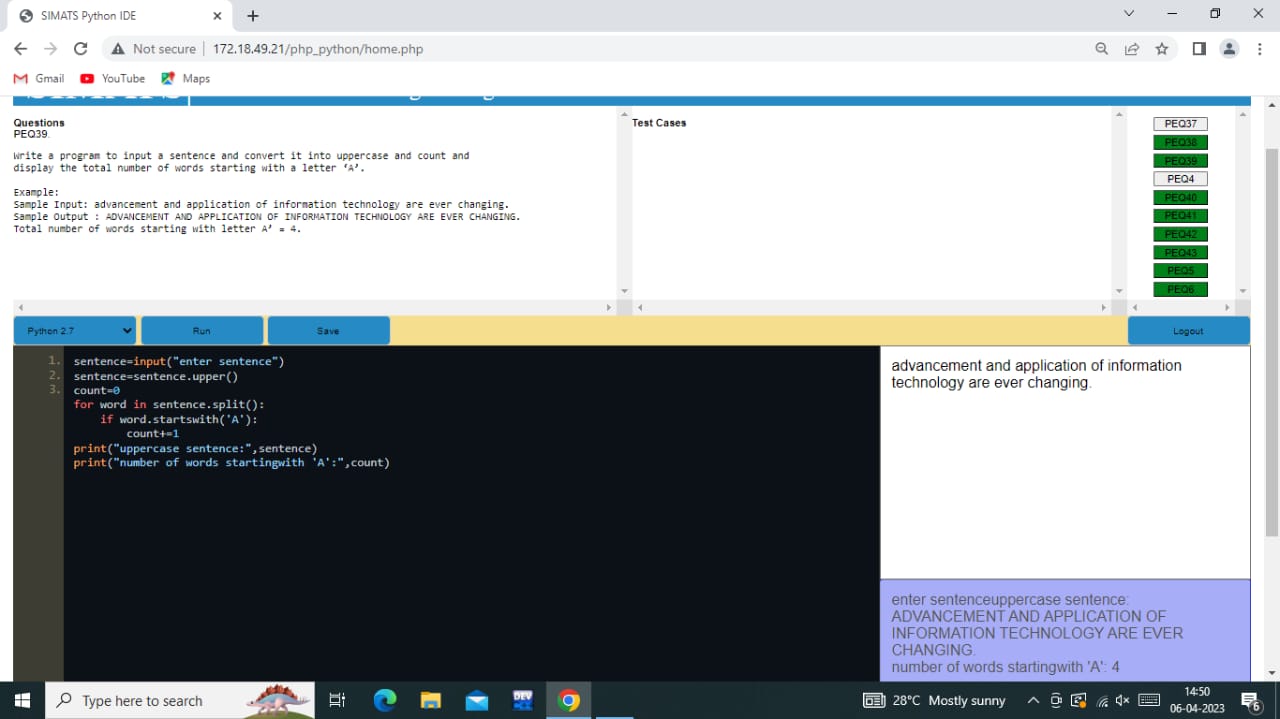 SIMATS Python IDE
Not secure
172.18.49.21/php_python/home.php
Gmail
YouTube
Maps
Questions
PEQ39.
Write a program to input a sentence and convert it into uppercase and count and
display the total number of words starting with a letter ‘A’.
Example:
Sample Input: advancement and application of information technology are ever changing.
Sample Output : ADVANCEMENT AND APPLICATION OF INFORMATION TECHNOLOGY ARE EVER CHANGING.
Total number of words starting with letter A’ = 4.
Test Cases
PEQ37
PEQ38
PEQ39
PEQ4
PEQ40
PEQ41
PEQ42
PEQ43
PEQ5
PEQ6
Python 2.7
Run
Save
Logout
1. sentence=input("enter sentence")
2. sentence=sentence.upper()
3. count=0
for word in sentence.split():
if word.startswith('A'):
count+=1
print("uppercase sentence:",sentence)
print("number of words startingwith 'A':",count)
advancement and application of information
technology are ever changing.
enter sentenceuppercase sentence:
ADVANCEMENT AND APPLICATION OF
INFORMATION TECHNOLOGY ARE EVER
CHANGING.
number of words startingwith 'A': 4
Type here to search
DEV
28°C Mostly sunny
14:50
06-04-2023
6